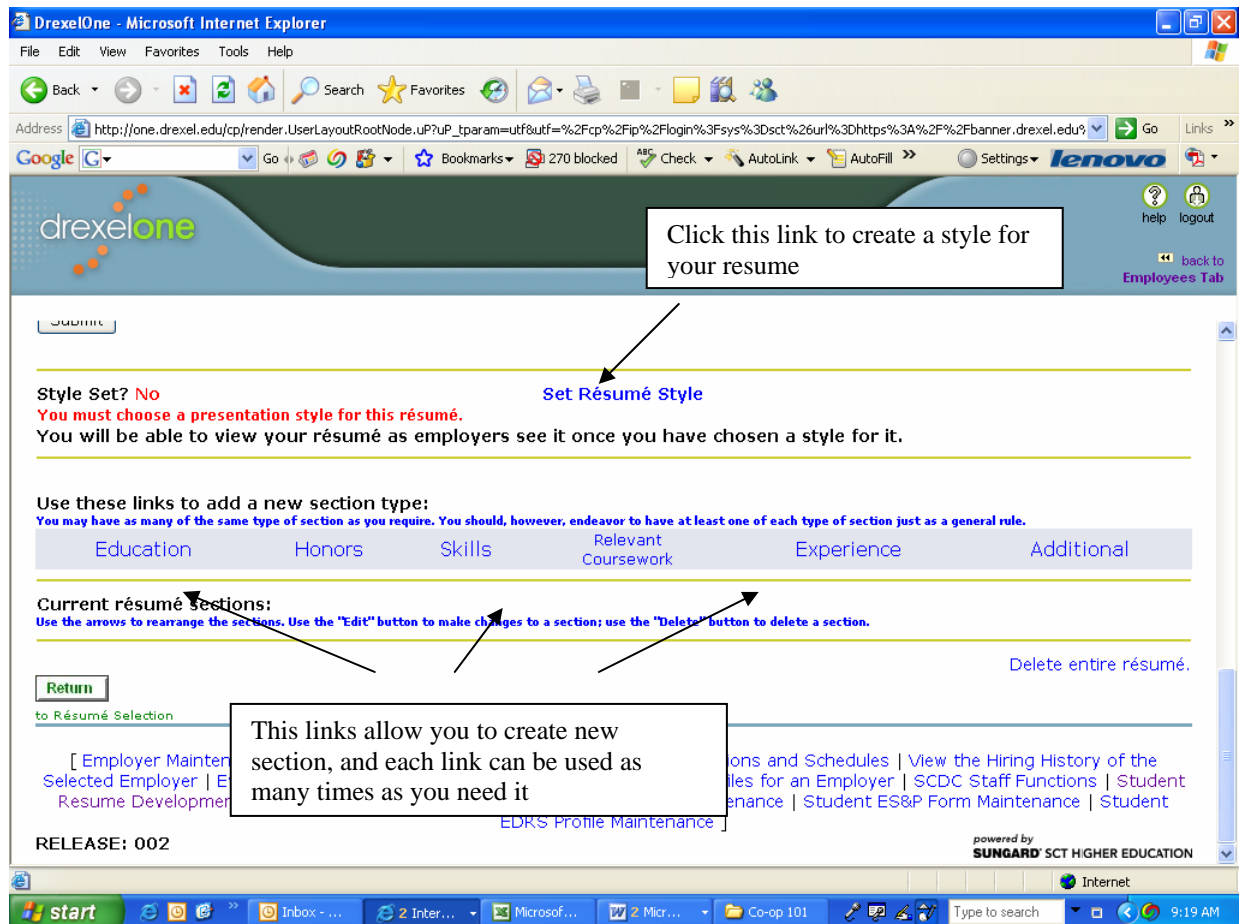 DrexelOne - Microsoft Internet Explorer
File Edit View Favorites Tools Help
Back Search Favorites
Address http://one.drexel.edu/cp/render.UserLayoutRootNode.uP?uP_tparam=utf&utf=%2Fcp%2Fip%2Flogin%3Fsys%3Dsct%26url%3Dhttps%3A%2F%2Fbanner.drexel.edu% Go Links »
Google G Go Bookmarks 270 blocked ABC Check AutoLink AutoFill » Settings lenovo
drexelone
help logout
back to
Employees Tab
Click this link to create a style for
your resume
Submit
Style Set? No Set Résumé Style
You must choose a presentation style for this résumé.
You will be able to view your résumé as employers see it once you have chosen a style for it.
Use these links to add a new section type:
You may have as many of the same type of section as you require. You should, however, endeavor to have at least one of each type of section just as a general rule.
Education Honors Skills Relevant
Coursework Experience Additional
Current résumé sections:
Use the arrows to rearrange the sections. Use the "Edit" button to make changes to a section; use the "Delete" button to delete a section.
Delete entire résumé.
Return
to Résumé Selection
This links allow you to create new
section, and each link can be used as
many times as you need it
[ Employer and Schedules | View the Hiring History of the
Selected Employer | for an Employer | SCDC Staff Functions | Student
Resume | Student ES&P Form Maintenance | Student
EDRS Profile Maintenance ]
RELEASE: 002
powered by
SUNGARD' SCT HIGHER EDUCATION
Internet
start » Inbox - ... 2 Inter... Microsof... 2 Micr... Co-op 101 Type to search 9:19 AM